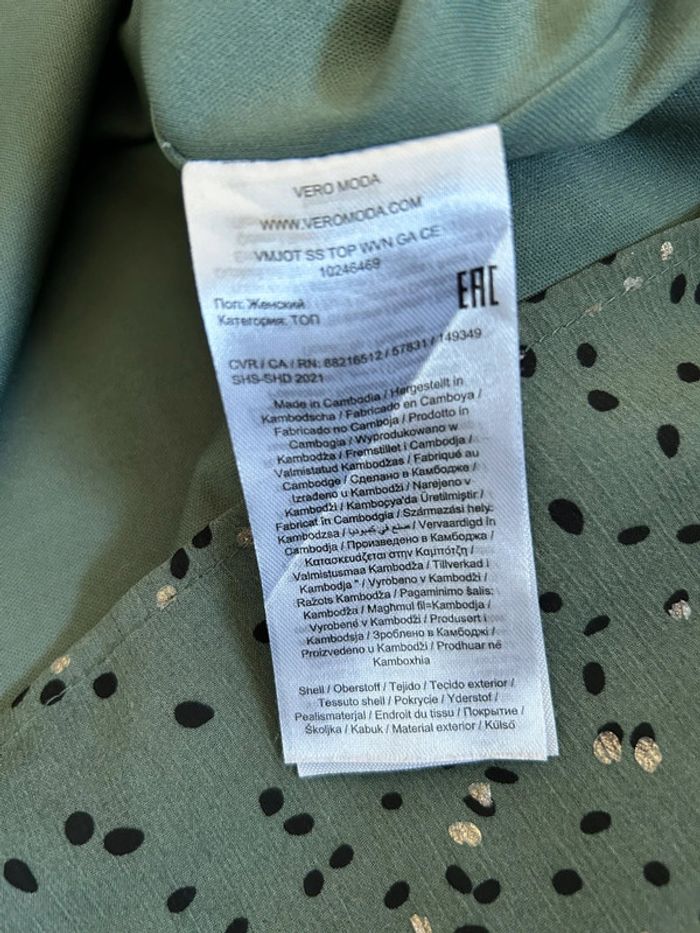 VERO MODA
WWW.VEROMODA.COM
VMJOT SS TOP WVN GA CE
10246469
EAC
Пол: Женский
Категория: ТОП
CVR / CA / RN: 88216512 / 57831 / 149349
SHS-SHD 2021
Made in Cambodia / Hergestellt in
Kambodscha / Fabricado en Camboya /
Fabricado no Camboja / Prodotto in
Cambogia / Wyprodukowano w
Kambodża / Fremstillet i Cambodja /
Valmistatud Kambodžas / Fabriqué au
Cambodge / Сделано в Камбодже /
Izrađeno u Kambodži / Narejeno v
Kambodži / Kamboçya'da Üretilmiştir /
Fabricat în Cambodgia / Származási hely:
Kambodzsa / صنع في كمبوديا / Vervaardigd in
Cambodja / Произведено в Камбоджа /
Κατασκευάζεται στην Καμπότζη /
Valmistusmaa Kambodža / Tillverkad i
Kambodja " / Vyrobeno v Kambodži /
Ražots Kambodžā / Pagaminimo šalis:
Kambodža / Maghmul fil=Kambodja /
Vyrobené v Kambodži / Produsert i
Kambodsja / Зроблено в Камбоджі /
Proizvedeno u Kambodži / Prodhuar në
Kamboxhia
Shell / Oberstoff / Tejido / Tecido exterior /
Tessuto shell / Pokrycie / Yderstof /
Pealismaterjal / Endroit du tissu / Покрытие /
Školjka / Kabuk / Material exterior / Külső